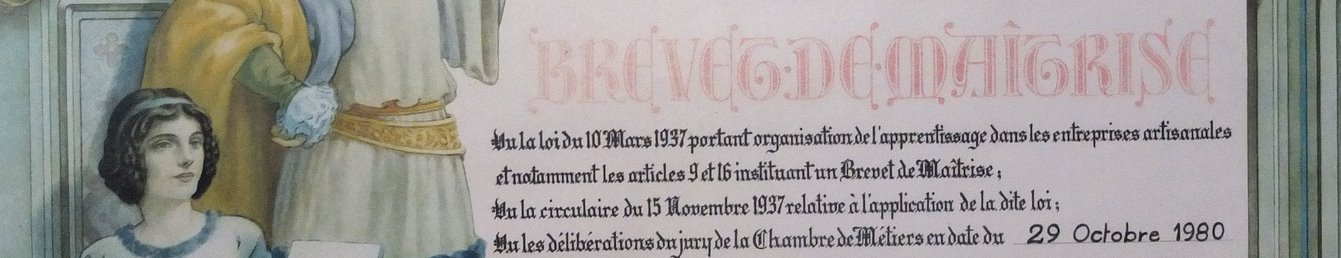 BREVET·DE·MAÎTRISE
Vu la loi du 10 Mars 1937 portant organisation de l'apprentissage dans les entreprises artisanales
et notamment les articles 9 et 16 instituant un Brevet de Maîtrise ;
Vu la circulaire du 15 Novembre 1937 relative à l'application de la dite loi ;
Vu les délibérations du jury de la Chambre de Métiers en date du 29 Octobre 1980